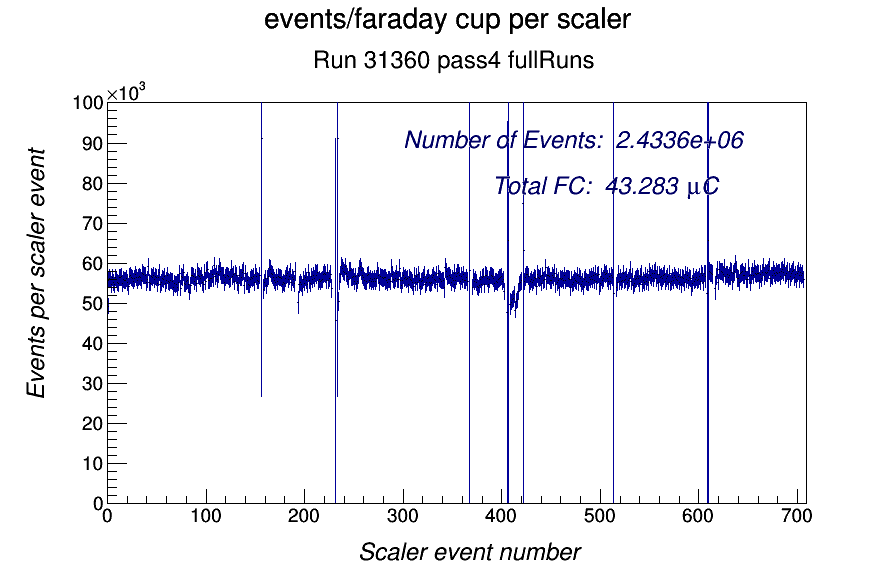 events/faraday cup per scaler
Run 31360 pass4 fullRuns
×10³
100
90
80
70
60
50
40
30
20
10
0
Events per scaler event
Number of Events: 2.4336e+06
Total FC: 43.283 μC
0 100 200 300 400 500 600 700
Scaler event number